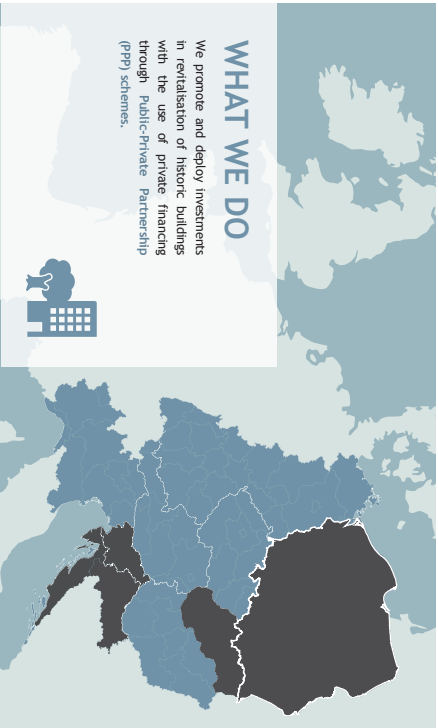 WHAT WE DO
We promote and deploy investments
in revitalisation of historic buildings
with the use of private financing
through Public-Private Partnership
(PPP) schemes.